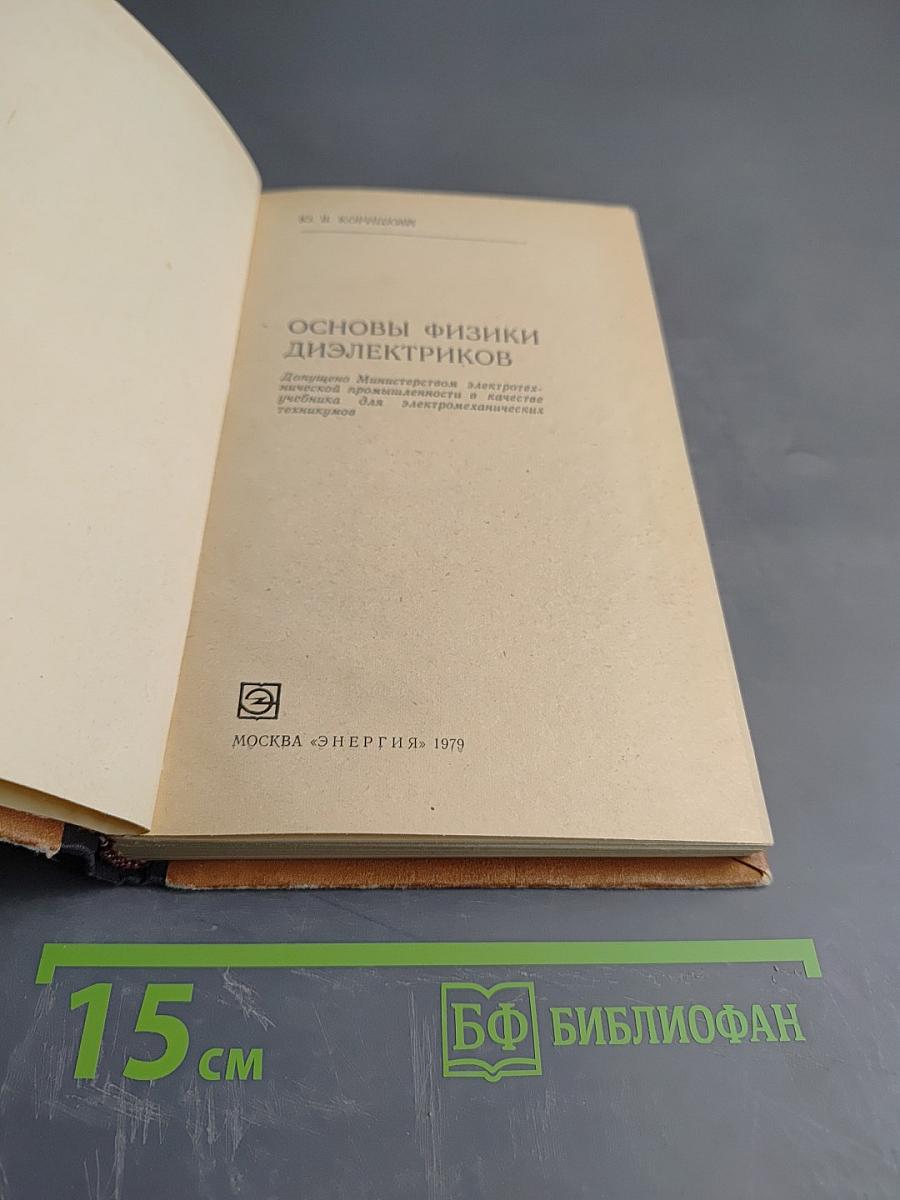 Ю. В. КОРИЦКИЙ
ОСНОВЫ ФИЗИКИ
ДИЭЛЕКТРИКОВ
Допущено Министерством электротех-
нической промышленности в качестве
учебника для электромеханических
техникумов
Э
МОСКВА «ЭНЕРГИЯ» 1979
15 см
БФ БИБЛИОФАН